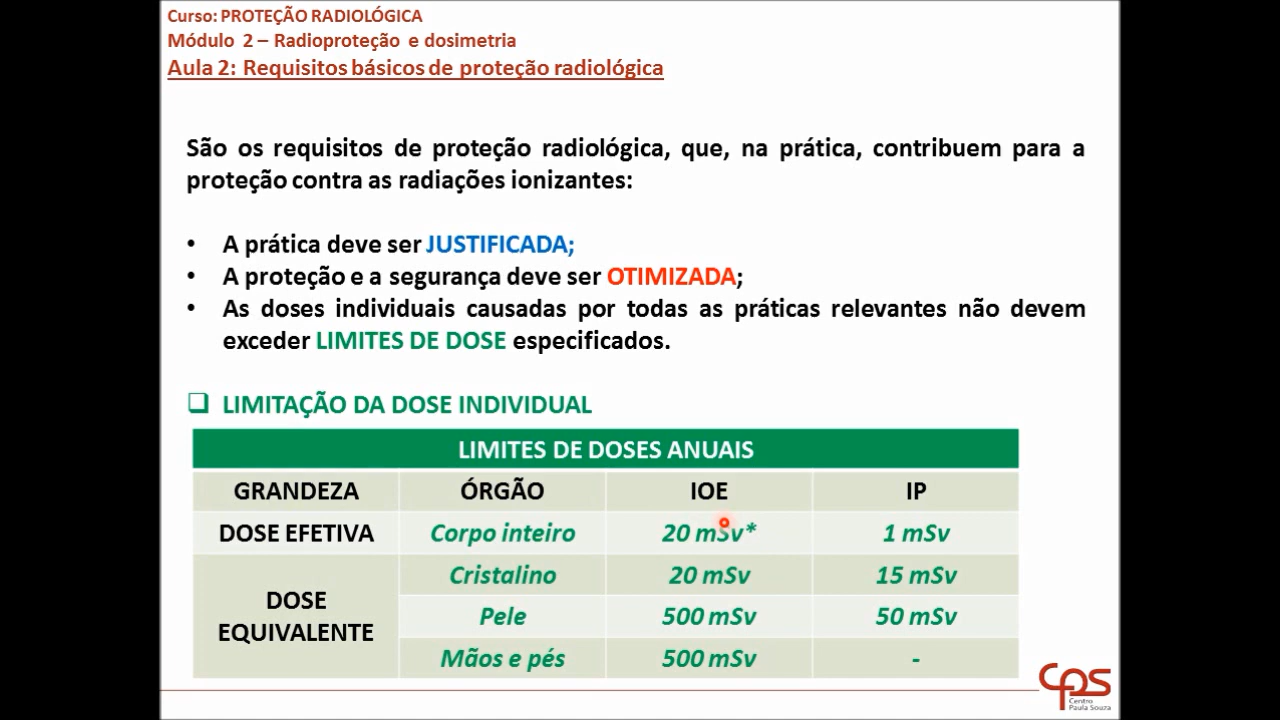 Curso: PROTEÇÃO RADIOLÓGICA
Módulo 2 – Radioproteção e dosimetria
Aula 2: Requisitos básicos de proteção radiológica
São os requisitos de proteção radiológica, que, na prática, contribuem para a
proteção contra as radiações ionizantes:
• A prática deve ser JUSTIFICADA;
• A proteção e a segurança deve ser OTIMIZADA;
• As doses individuais causadas por todas as práticas relevantes não devem
exceder LIMITES DE DOSE especificados.
❑ LIMITAÇÃO DA DOSE INDIVIDUAL
LIMITES DE DOSES ANUAIS
GRANDEZA ÓRGÃO IOE IP
DOSE EFETIVA Corpo inteiro 20 mSv* 1 mSv
DOSE EQUIVALENTE Cristalino 20 mSv 15 mSv
Pele 500 mSv 50 mSv
Mãos e pés 500 mSv -
cps
Centro
Paula Souza